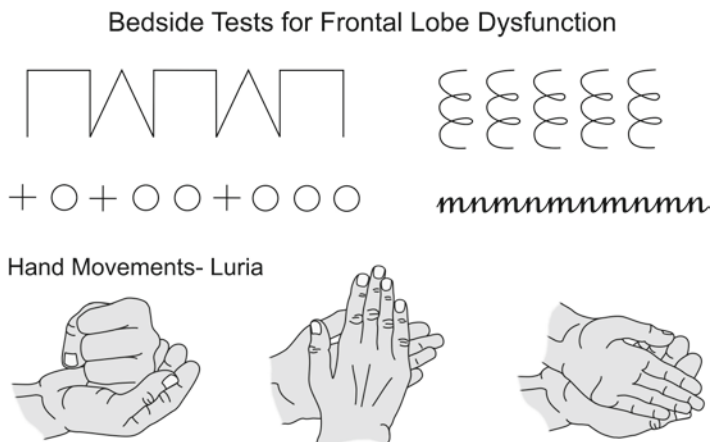 Bedside Tests for Frontal Lobe Dysfunction
+ O + O O + O O O
mnmnmnmnmn
Hand Movements- Luria